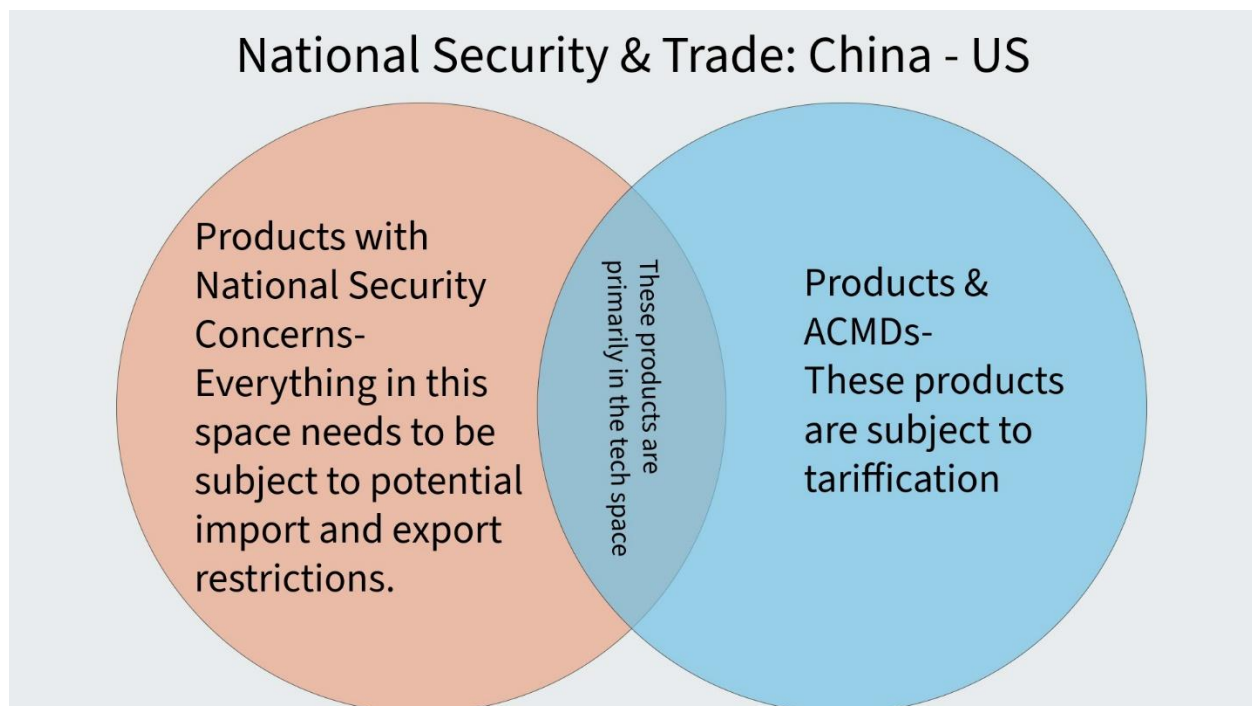 National Security & Trade: China - US
Products with
National Security
Concerns-
Everything in this
space needs to be
subject to potential
import and export
restrictions.
These products are
primarily in the tech space
Products &
ACMDs-
These products
are subject to
tariffication